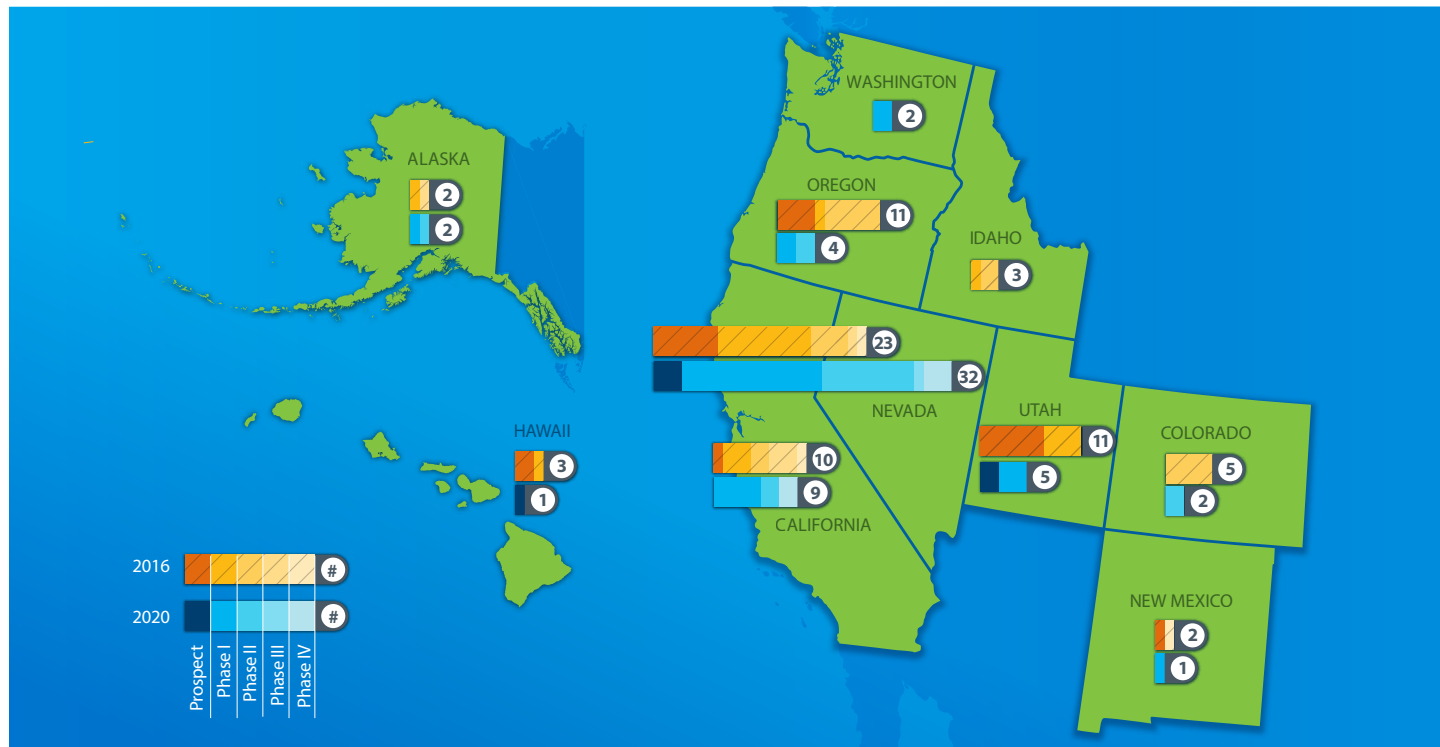 WASHINGTON
2
ALASKA
2
2
OREGON
11
4
IDAHO
3
23
32
NEVADA
UTAH
11
5
COLORADO
5
2
HAWAII
3
1
10
9
CALIFORNIA
NEW MEXICO
2
1
2016
#
2020
#
Prospect
Phase I
Phase II
Phase III
Phase IV